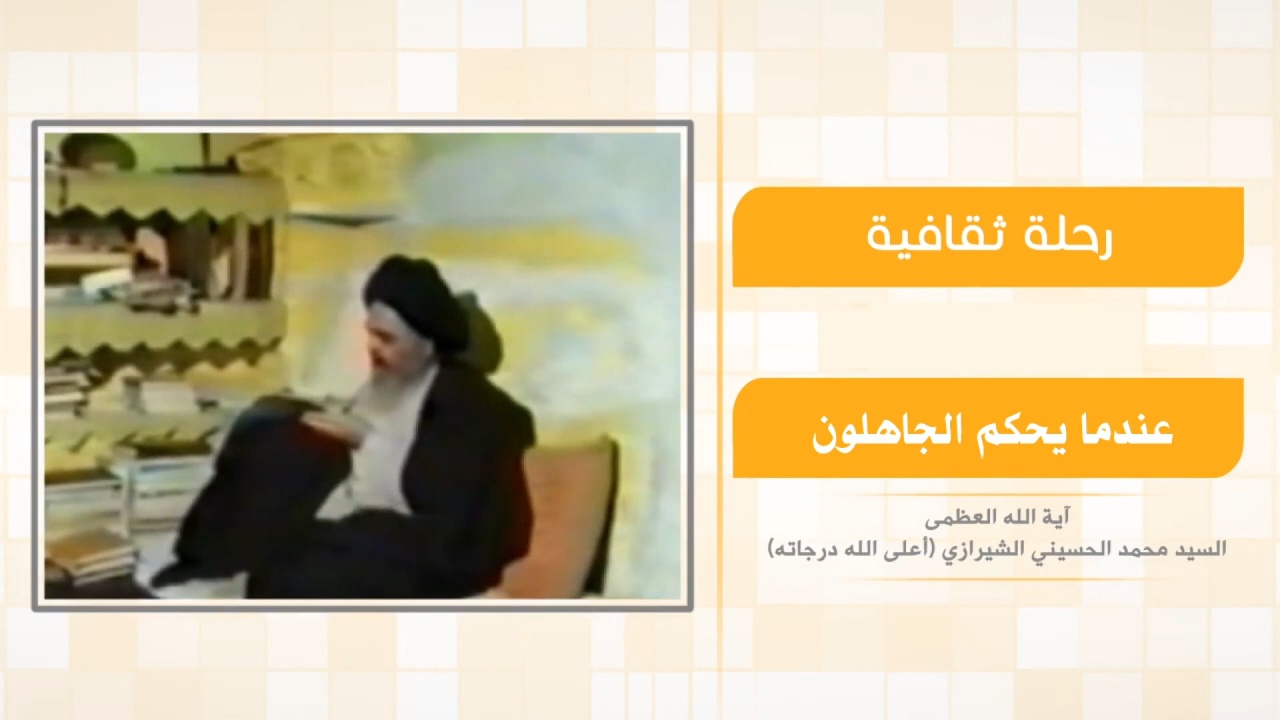 رحلة ثقافية
عندما يحكم الجاهلون
آية الله العظمى
السيد محمد الحسيني الشيرازي (أعلى الله درجاته)